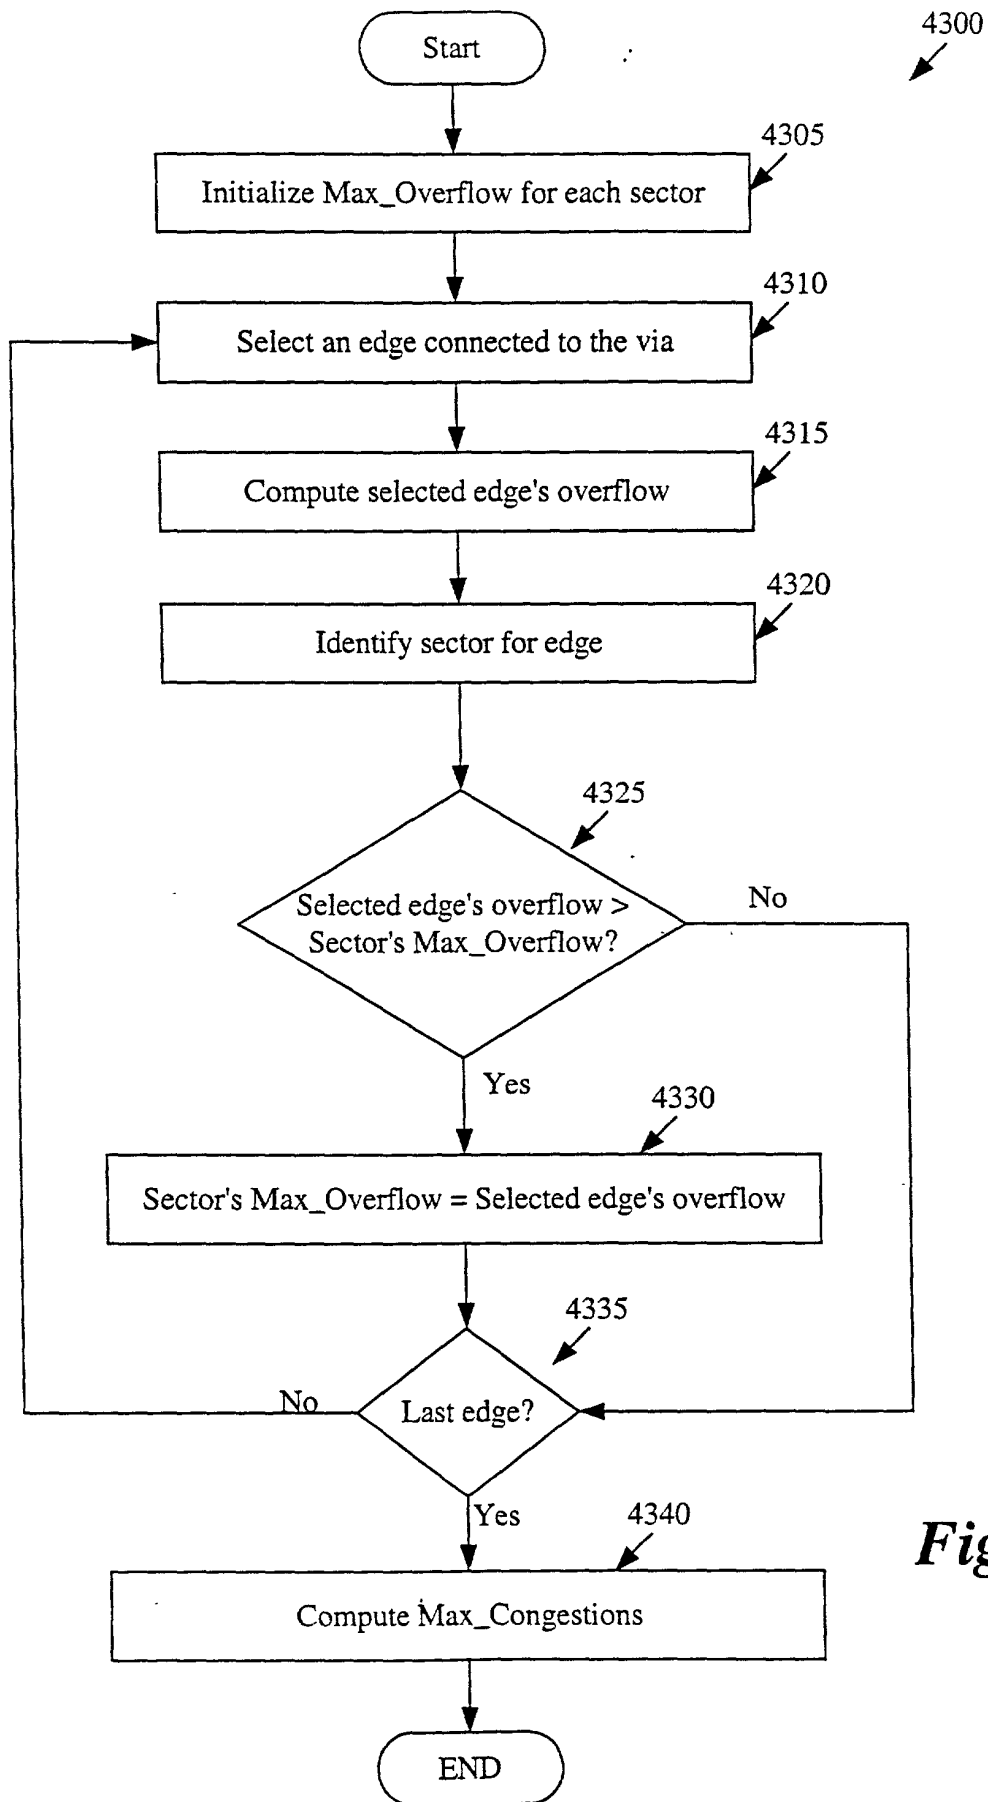 Start
4300
4305
Initialize Max_Overflow for each sector
4310
Select an edge connected to the via
4315
Compute selected edge's overflow
4320
Identify sector for edge
4325
Selected edge's overflow >
Sector's Max_Overflow?
No
Yes
4330
Sector's Max_Overflow = Selected edge's overflow
4335
No
Last edge?
Yes
4340
Fig
Compute Max_Congestions
END